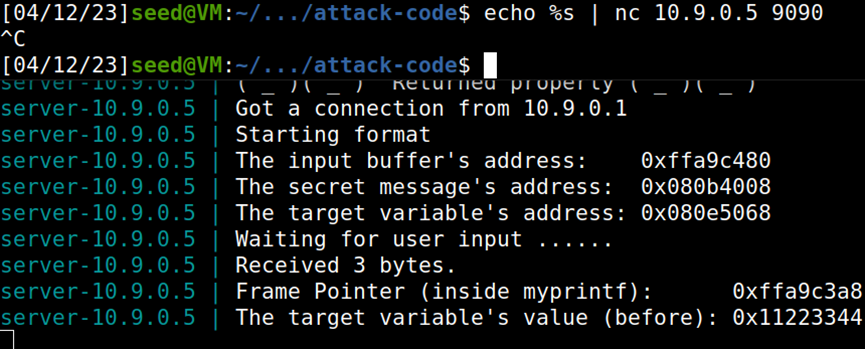 [04/12/23]seed@VM:~/.../attack-code$ echo %s | nc 10.9.0.5 9090
^C
[04/12/23]seed@VM:~/.../attack-code$
server-10.9.0.5 | (^_^)(^_^)  Returned properly (^_^)(^_^)
server-10.9.0.5 | Got a connection from 10.9.0.1
server-10.9.0.5 | Starting format
server-10.9.0.5 | The input buffer's address:    0xffa9c480
server-10.9.0.5 | The secret message's address:  0x080b4008
server-10.9.0.5 | The target variable's address: 0x080e5068
server-10.9.0.5 | Waiting for user input ......
server-10.9.0.5 | Received 3 bytes.
server-10.9.0.5 | Frame Pointer (inside myprintf):      0xffa9c3a8
server-10.9.0.5 | The target variable's value (before): 0x11223344